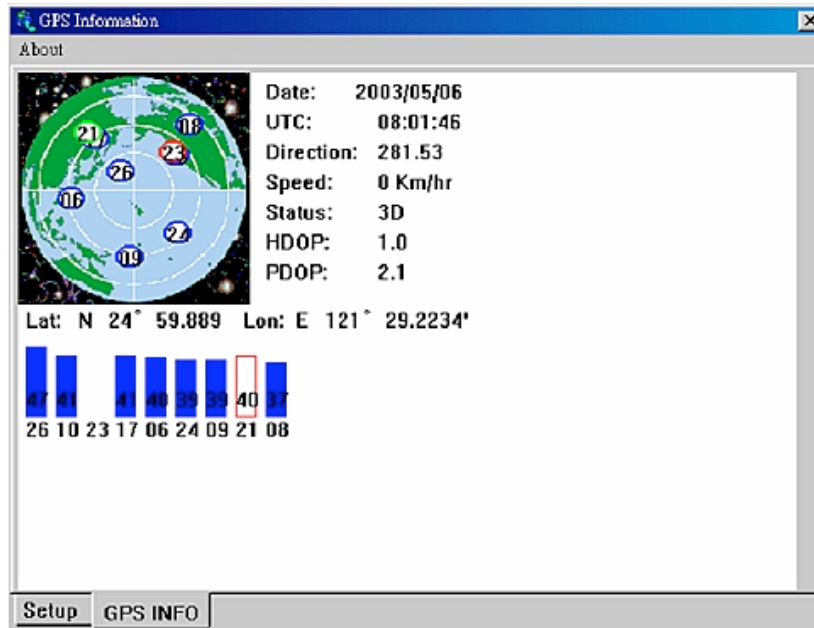 GPS Information
About
21 08
23
26
06
24
09
Date: 2003/05/06
UTC: 08:01:46
Direction: 281.53
Speed: 0 Km/hr
Status: 3D
HDOP: 1.0
PDOP: 2.1
Lat: N 24° 59.889 Lon: E 121° 29.2234'
47 41 41 40 39 39 40 37
26 10 23 17 06 24 09 21 08
Setup GPS INFO